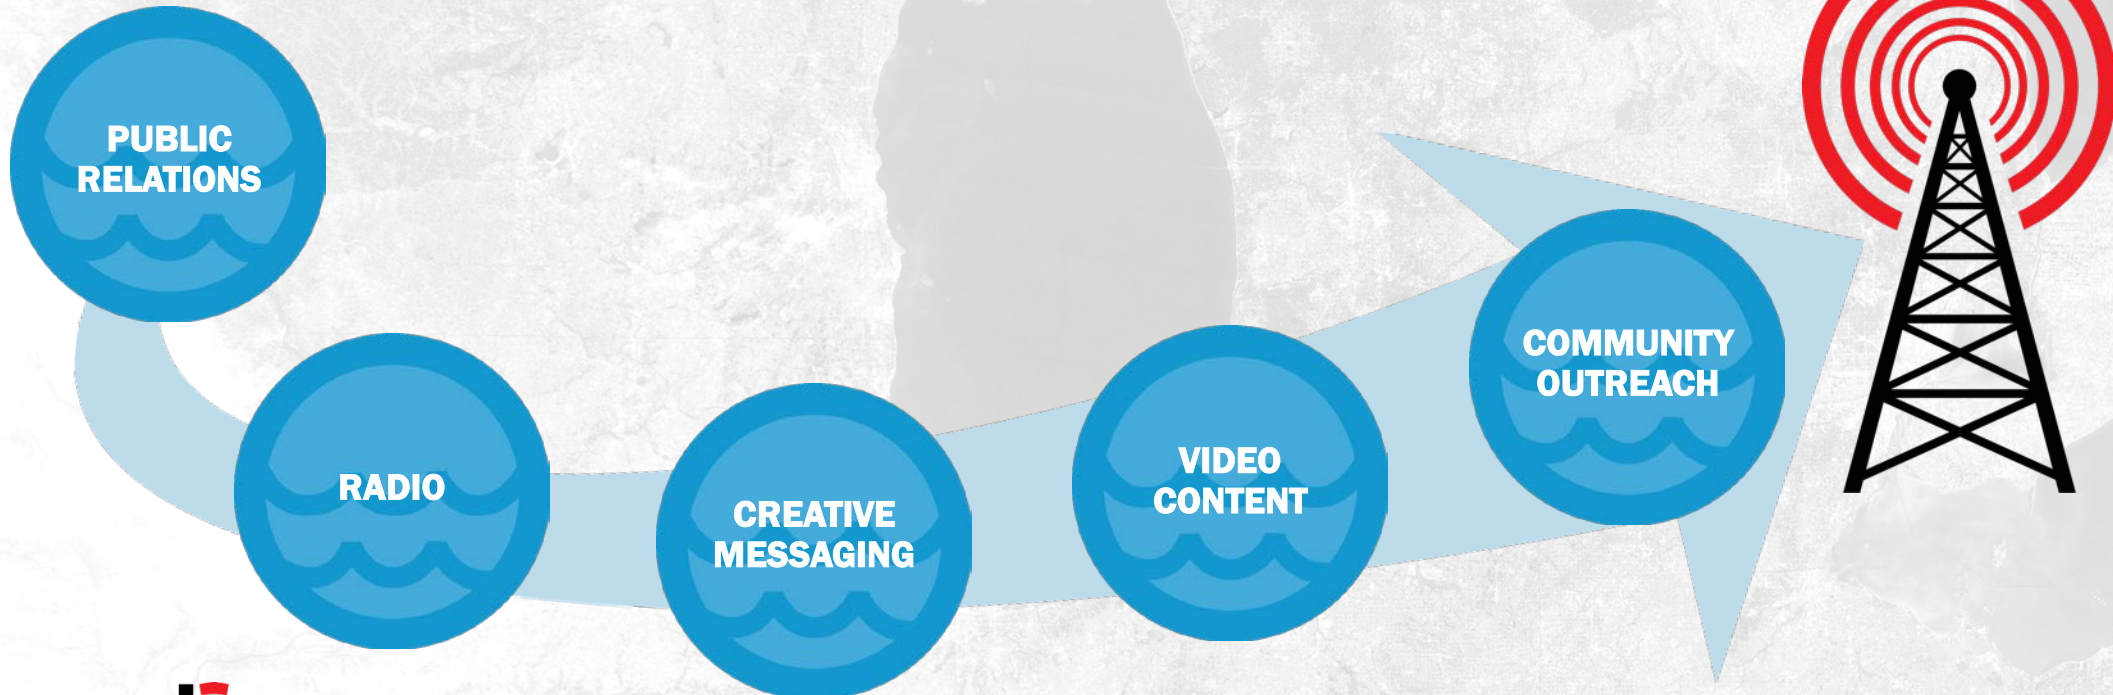 PUBLIC
RELATIONS
RADIO
CREATIVE
MESSAGING
VIDEO
CONTENT
COMMUNITY
OUTREACH